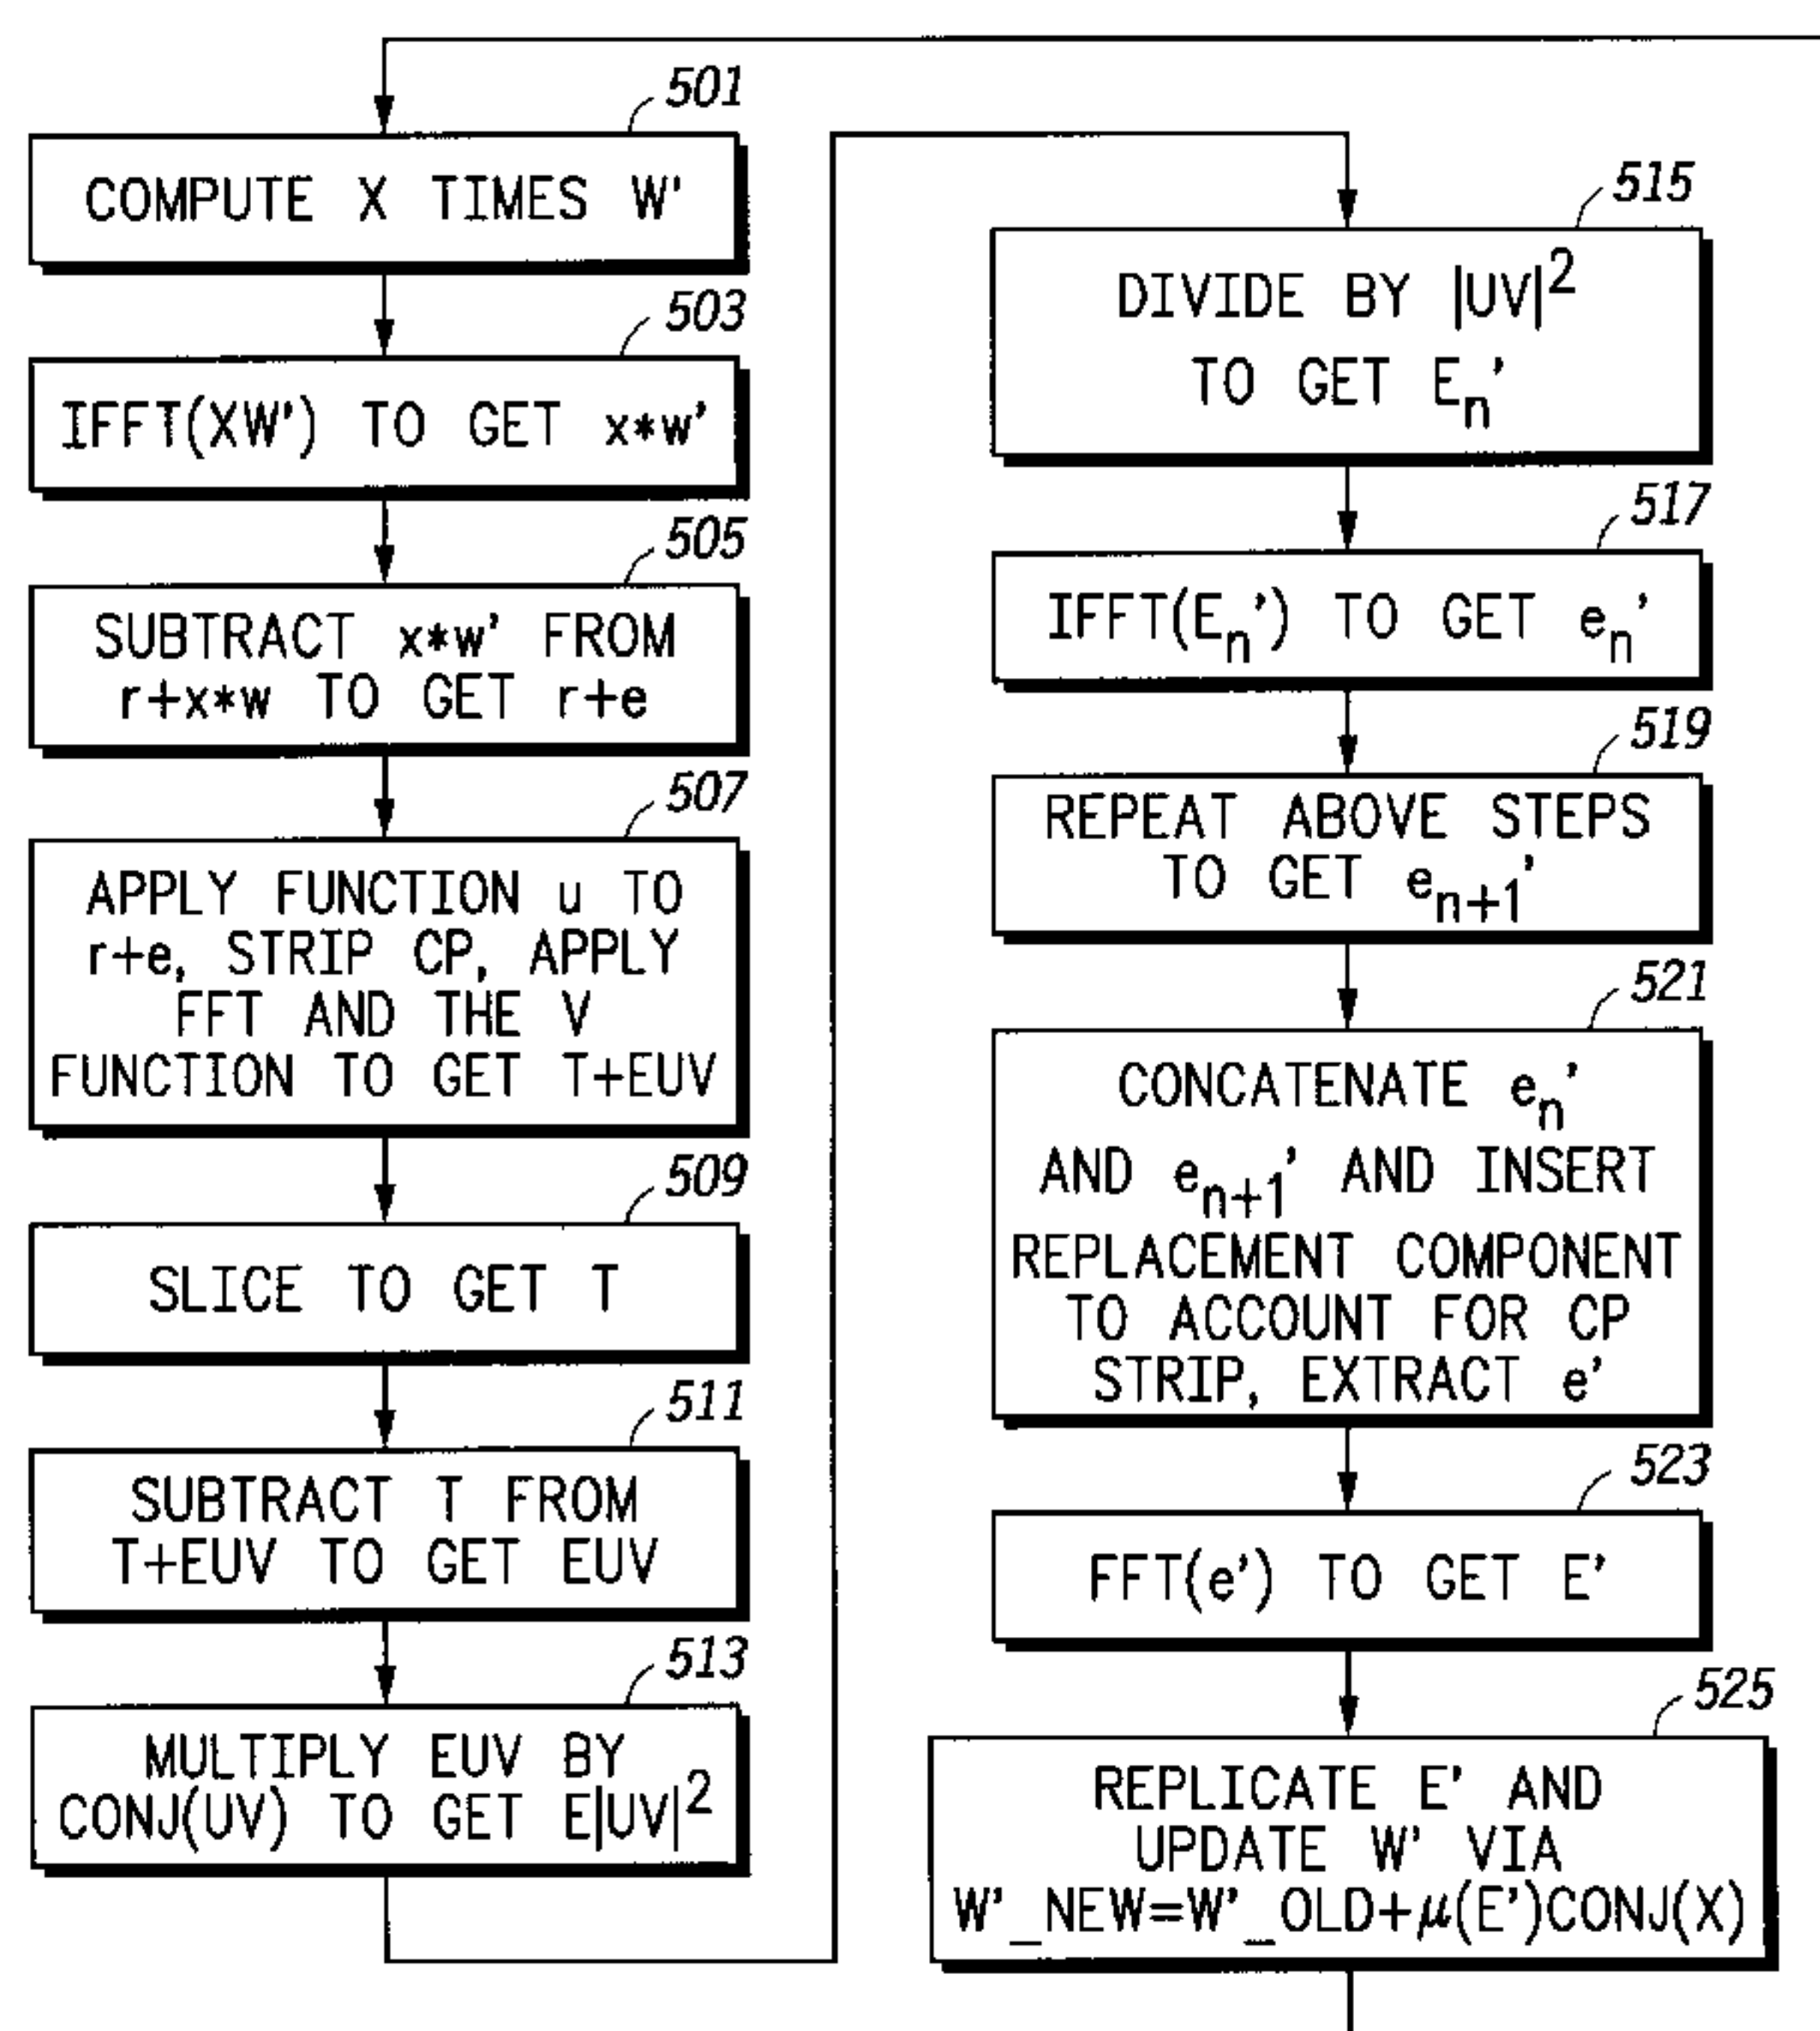 501
COMPUTE X TIMES W'
503
IFFT(XW') TO GET x*w'
505
SUBTRACT x*w' FROM
r+x*w TO GET r+e
507
APPLY FUNCTION u TO
r+e, STRIP CP, APPLY
FFT AND THE V
FUNCTION TO GET T+EUV
509
SLICE TO GET T
511
SUBTRACT T FROM
T+EUV TO GET EUV
513
MULTIPLY EUV BY
CONJ(UV) TO GET E|UV|²
515
DIVIDE BY |UV|²
TO GET Eₙ'
517
IFFT(Eₙ') TO GET eₙ'
519
REPEAT ABOVE STEPS
TO GET eₙ₊₁'
521
CONCATENATE eₙ'
AND eₙ₊₁' AND INSERT
REPLACEMENT COMPONENT
TO ACCOUNT FOR CP
STRIP, EXTRACT e'
523
FFT(e') TO GET E'
525
REPLICATE E' AND
UPDATE W' VIA
W'_NEW=W'_OLD+μ(E')CONJ(X)